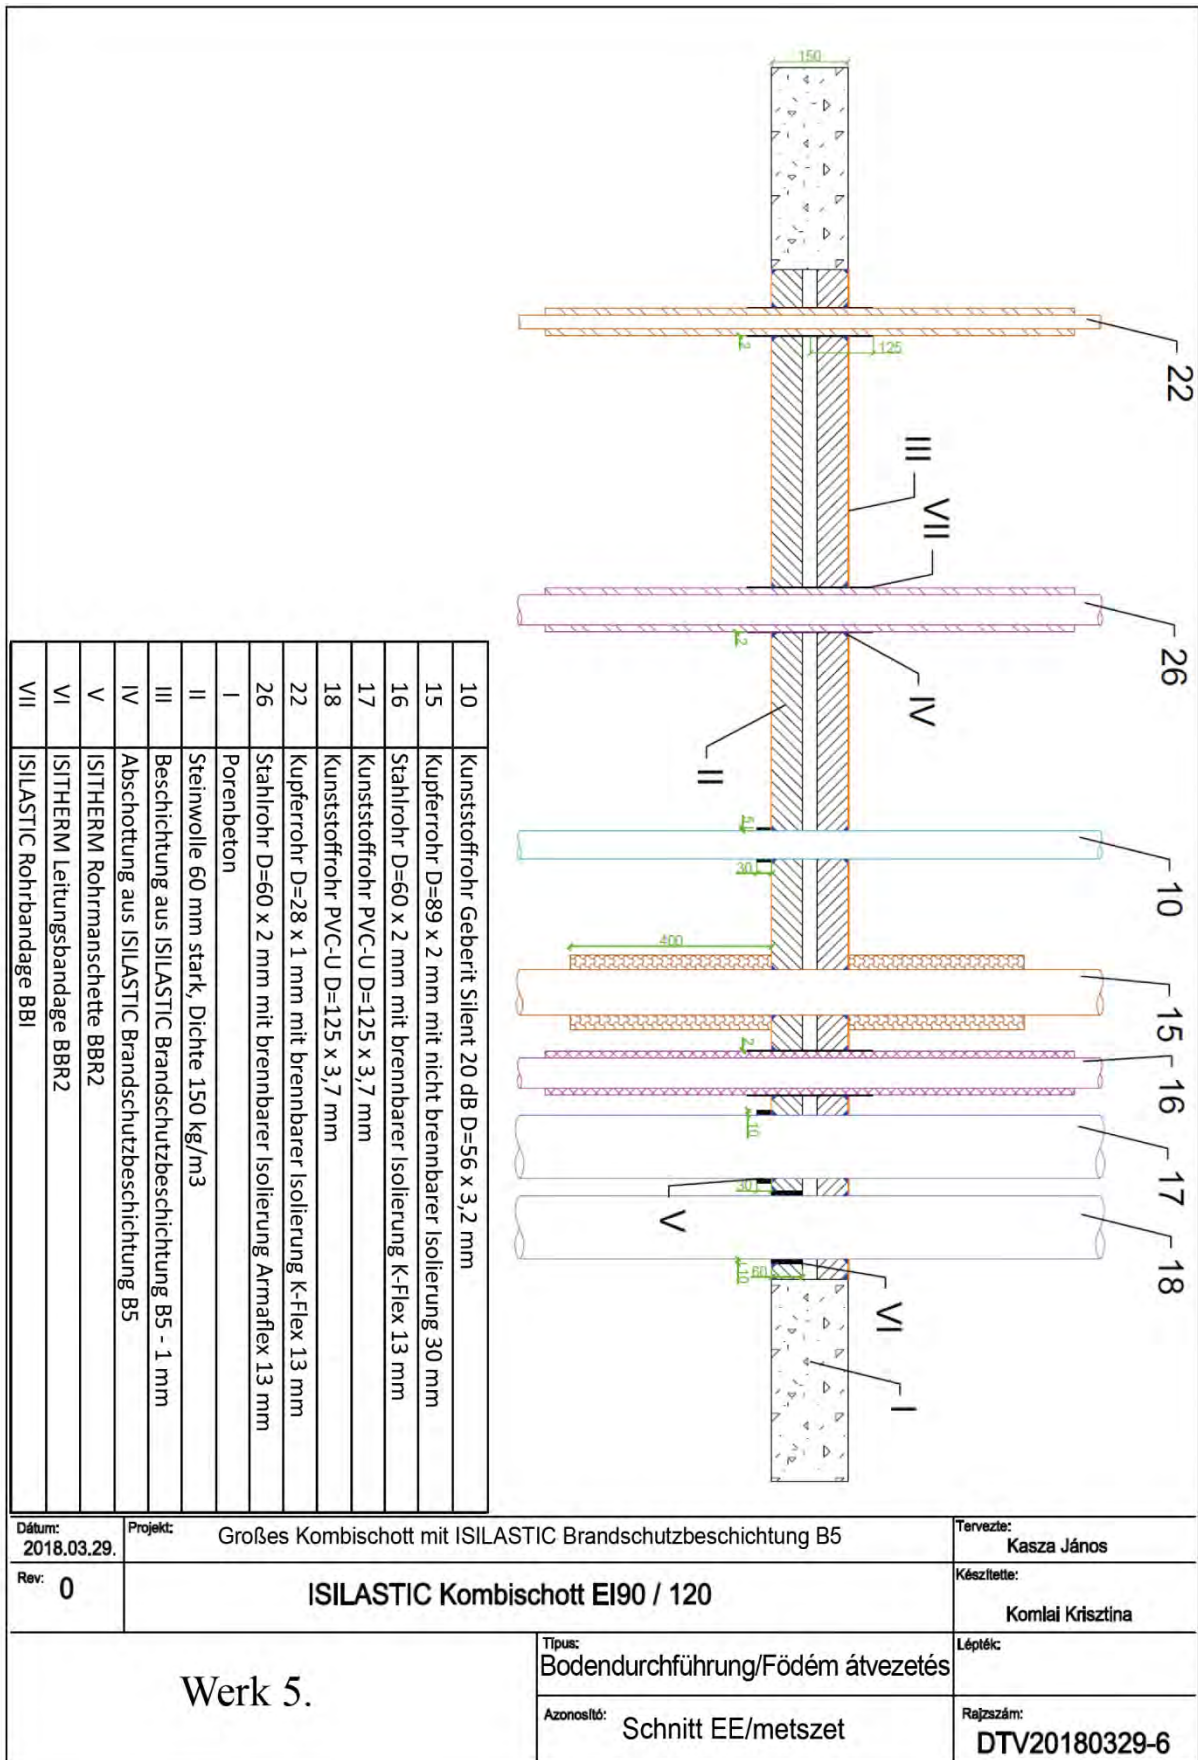 150
22
125
2
III
VII
26
2
IV
II
10
5
30
400
15
2
16
10
17
30
V
18
10
60
VI
I
10 Kunststoffrohr Geberit Silent 20 dB D=56 x 3,2 mm
15 Kupferrohr D=89 x 2 mm mit nicht brennbarer Isolierung 30 mm
16 Stahlrohr D=60 x 2 mm mit brennbarer Isolierung K-Flex 13 mm
17 Kunststoffrohr PVC-U D=125 x 3,7 mm
18 Kunststoffrohr PVC-U D=125 x 3,7 mm
22 Kupferrohr D=28 x 1 mm mit brennbarer Isolierung K-Flex 13 mm
26 Stahlrohr D=60 x 2 mm mit brennbarer Isolierung Armaflex 13 mm
I Porenbeton
II Steinwolle 60 mm stark, Dichte 150 kg/m3
III Beschichtung aus ISILASTIC Brandschutzbeschichtung B5 - 1 mm
IV Abschottung aus ISILASTIC Brandschutzbeschichtung B5
V ISITHERM Rohrmanschette BBR2
VI ISITHERM Leitungsbandage BBR2
VII ISILASTIC Rohrbandage BBI
Dátum: 2018.03.29.
Projekt: Großes Kombischott mit ISILASTIC Brandschutzbeschichtung B5
Tervezte: Kasza János
Rev: 0
ISILASTIC Kombischott EI90 / 120
Készítette: Komlai Krisztina
Werk 5.
Típus: Bodendurchführung/Födém átvezetés
Lépték:
Azonosító: Schnitt EE/metszet
Rajzszám: DTV20180329-6